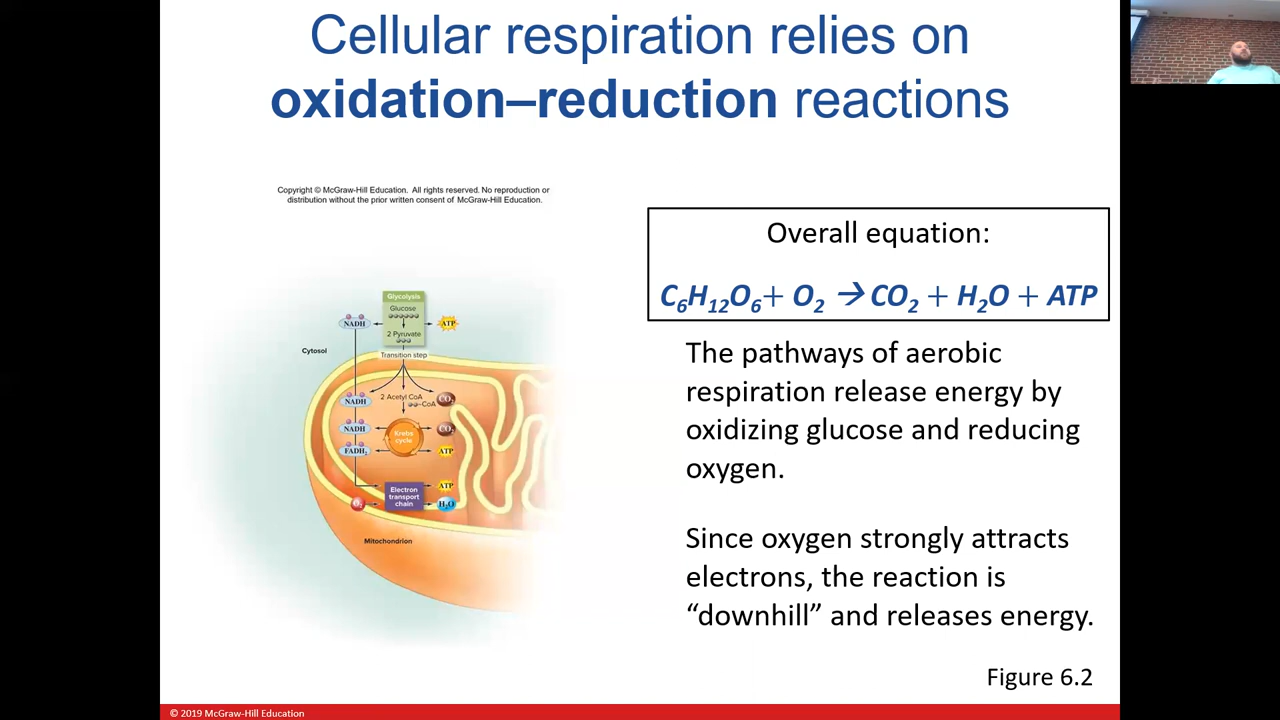 Cellular respiration relies on
oxidation–reduction reactions
Copyright © McGraw-Hill Education. All rights reserved. No reproduction or
distribution without the prior written consent of McGraw-Hill Education.
Glycolysis
Glucose
NADH
ATP
2 Pyruvate
Cytosol
Transition step
NADH
2 Acetyl CoA
CoA
CO₂
NADH
Krebs
cycle
CO₂
FADH₂
ATP
Electron
transport
chain
ATP
O₂
H₂O
Mitochondrion
Overall equation:
C₆H₁₂O₆+ O₂ → CO₂ + H₂O + ATP
The pathways of aerobic
respiration release energy by
oxidizing glucose and reducing
oxygen.
Since oxygen strongly attracts
electrons, the reaction is
“downhill” and releases energy.
Figure 6.2
© 2019 McGraw-Hill Education